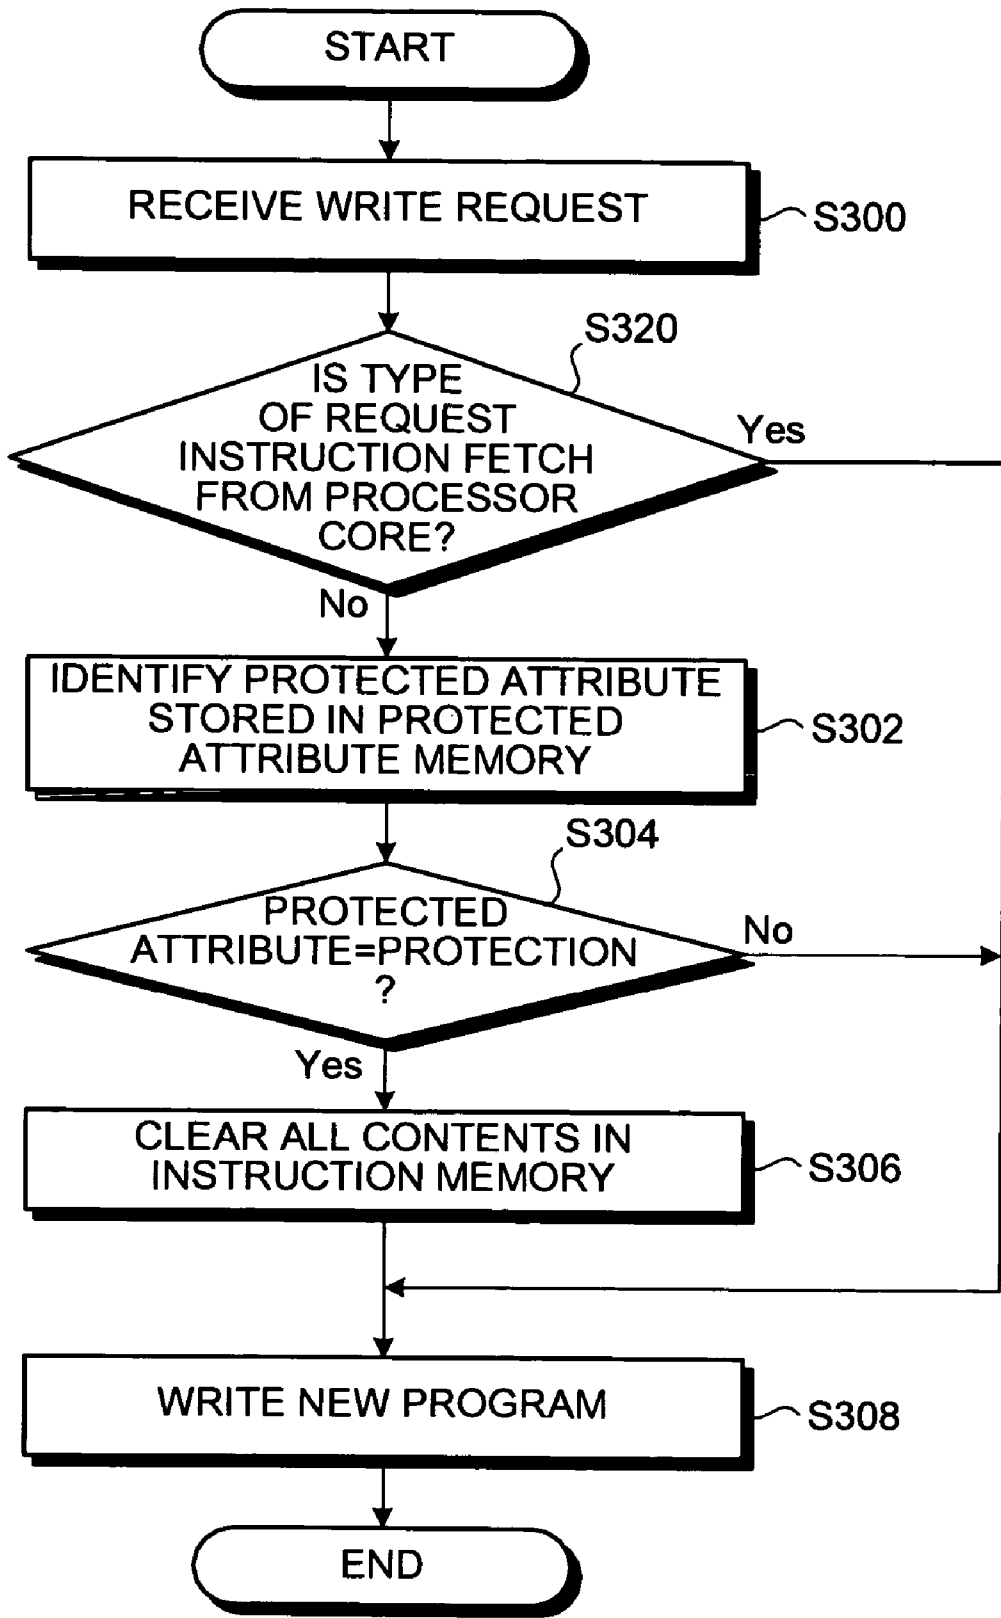 START
RECEIVE WRITE REQUEST
S300
S320
IS TYPE
OF REQUEST
INSTRUCTION FETCH
FROM PROCESSOR
CORE?
Yes
No
IDENTIFY PROTECTED ATTRIBUTE
STORED IN PROTECTED
ATTRIBUTE MEMORY
S302
S304
PROTECTED
ATTRIBUTE=PROTECTION
?
No
Yes
CLEAR ALL CONTENTS IN
INSTRUCTION MEMORY
S306
WRITE NEW PROGRAM
S308
END